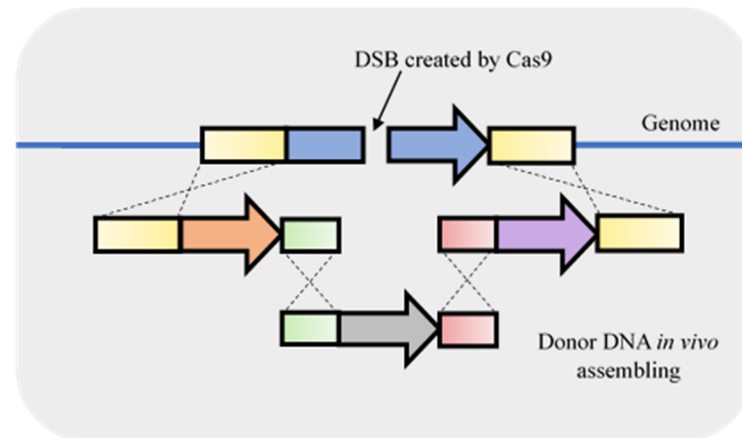 DSB created by Cas9
Genome
Donor DNA in vivo
assembling